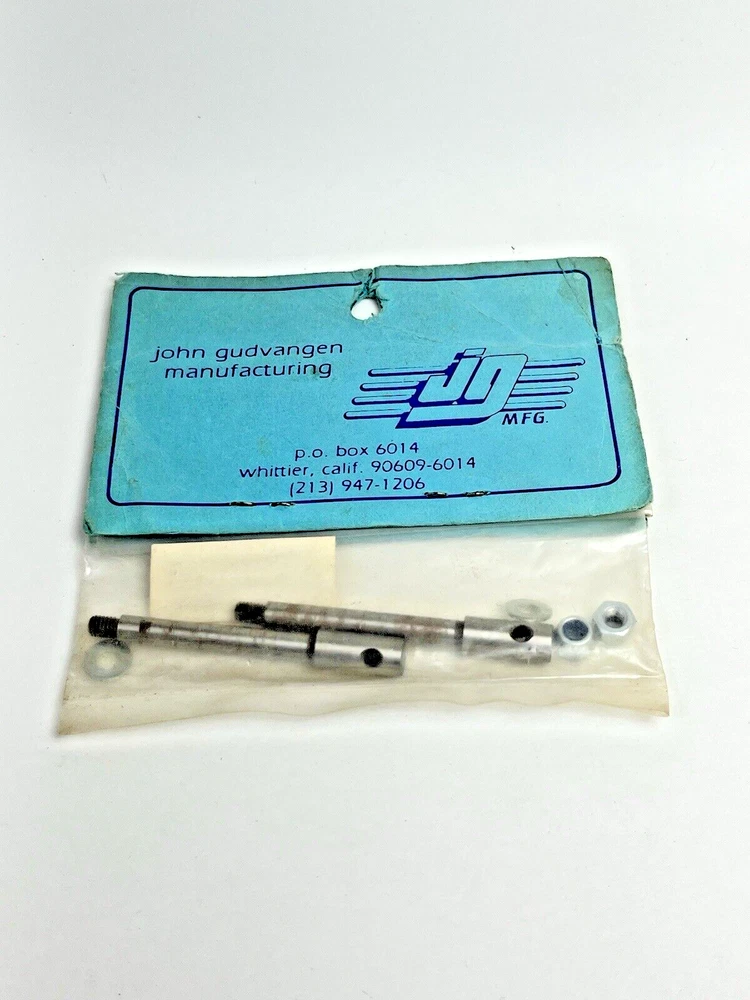 john gudvangen
manufacturing
jg
MFG.
p.o. box 6014
whittier, calif. 90609-6014
(213) 947-1206